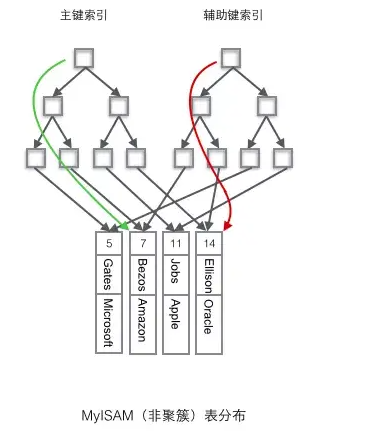 主键索引
辅助键索引
5
7
11
14
Gates
Bezos
Jobs
Ellison
Microsoft
Amazon
Apple
Oracle
MyISAM（非聚簇）表分布